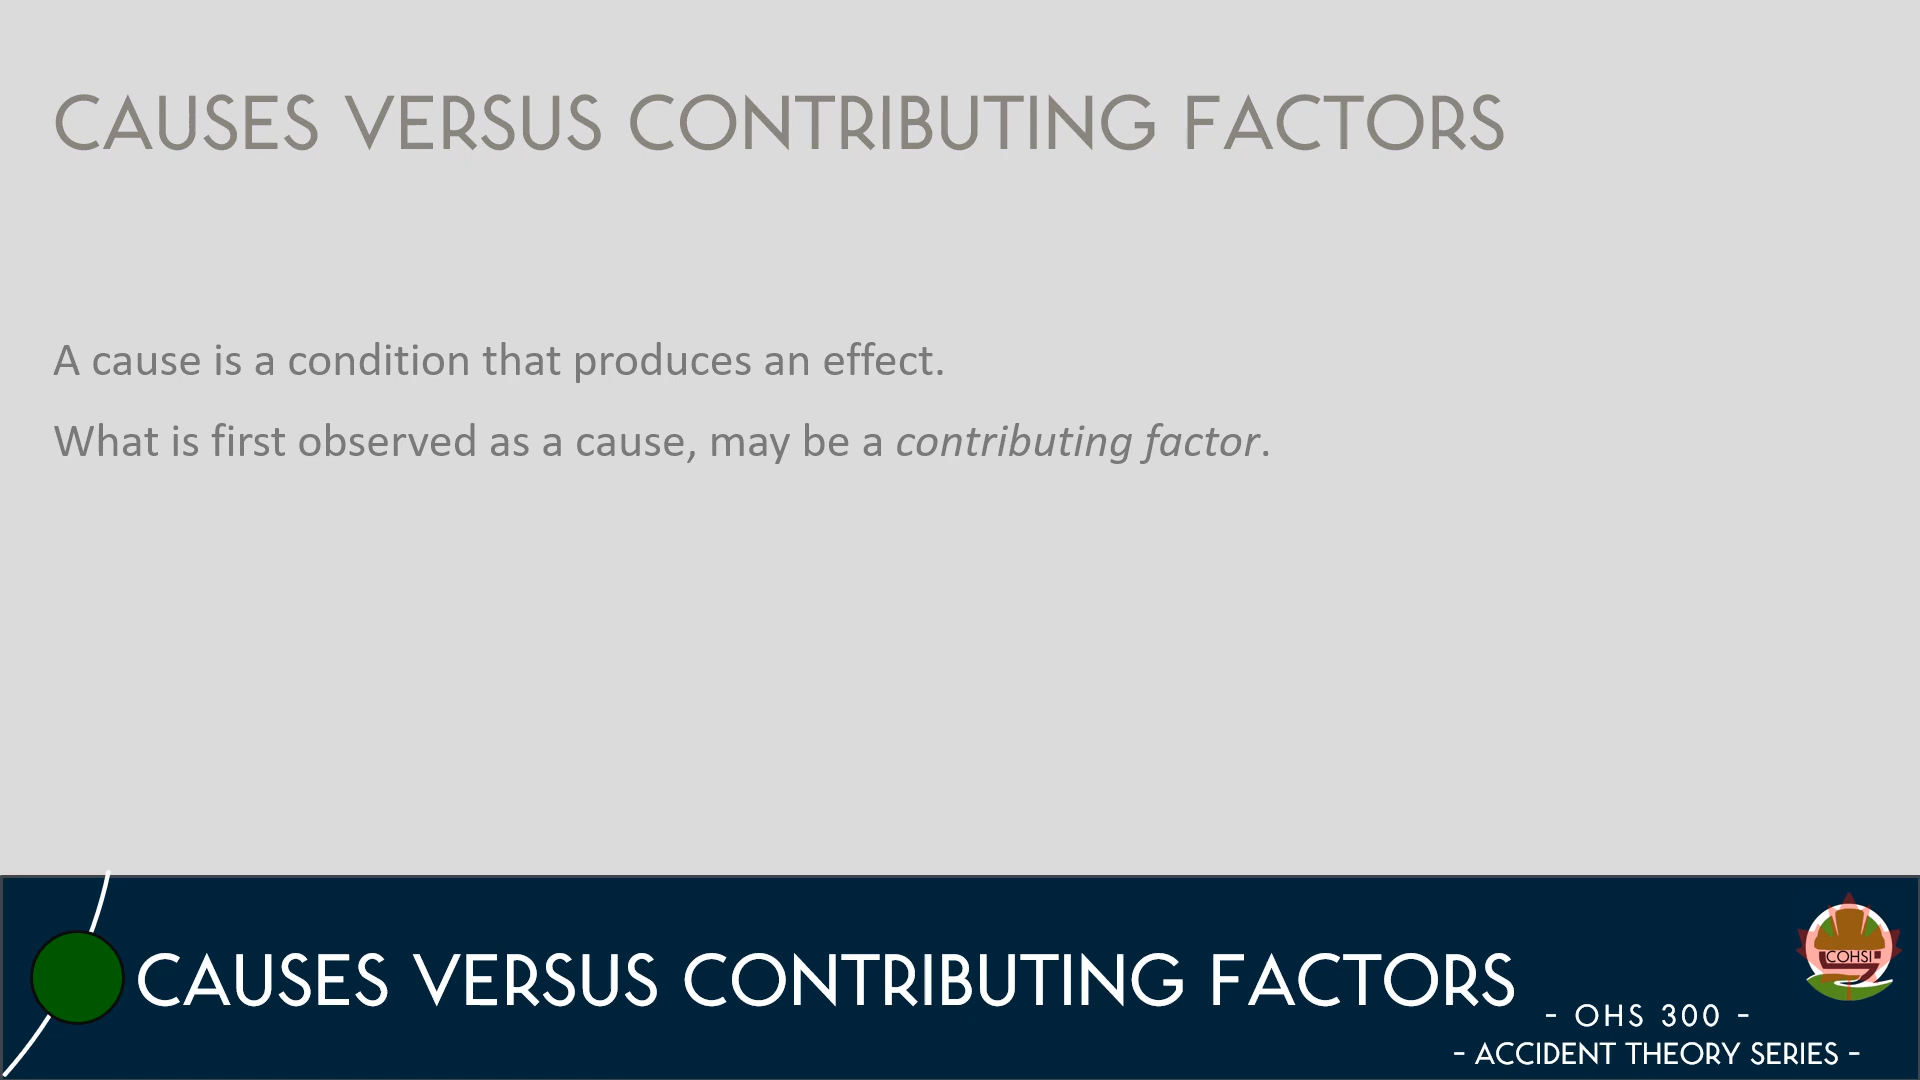 CAUSES VERSUS CONTRIBUTING FACTORS
A cause is a condition that produces an effect.
What is first observed as a cause, may be a contributing factor.
CAUSES VERSUS CONTRIBUTING FACTORS
COHSI
- OHS 300 -
- ACCIDENT THEORY SERIES -